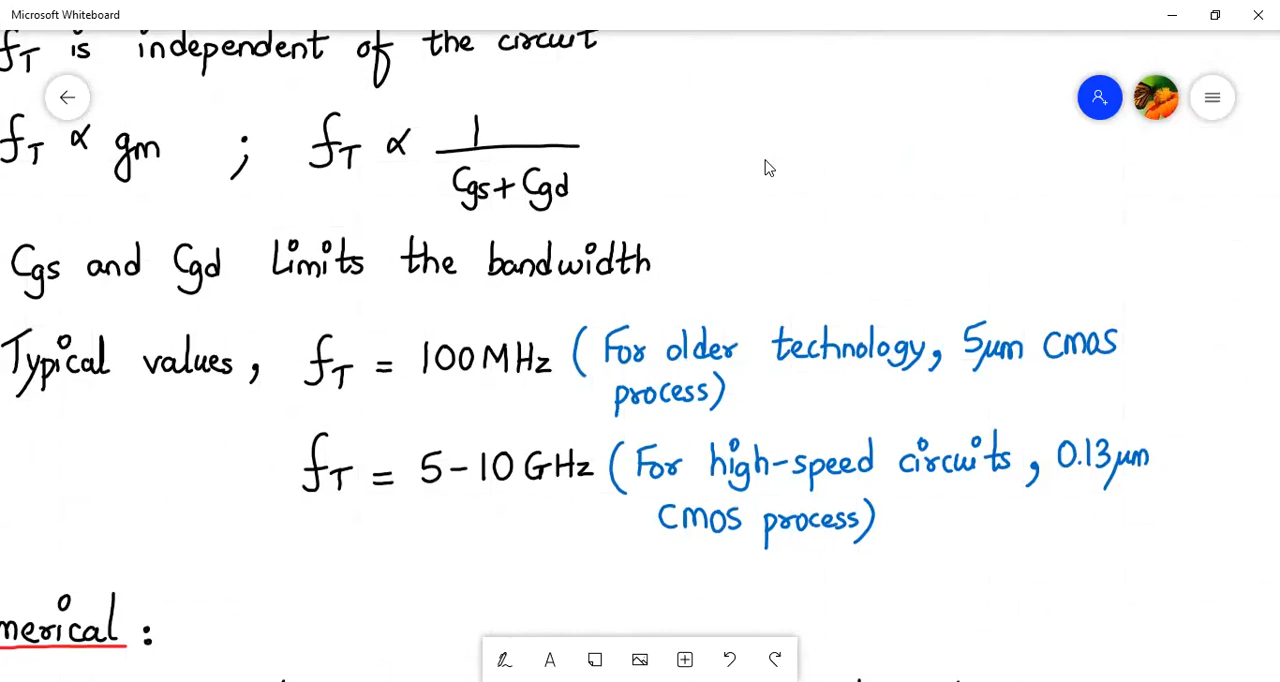 Microsoft Whiteboard
fT is independent of the circuit
fT ∝ gm ; fT ∝ 1 / (Cgs + Cgd)
Cgs and Cgd Limits the bandwidth
Typical values, fT = 100 MHz (For older technology, 5μm CMOS
process)
fT = 5-10 GHz (For high-speed circuits, 0.13μm
CMOS process)
merical :